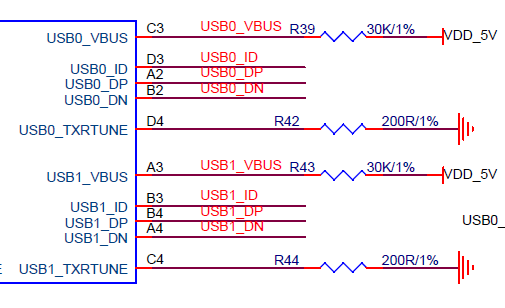 USB0_VBUS C3 USB0_VBUS R39 30K/1% VDD_5V
USB0_ID D3 USB0_ID
USB0_DP A2 USB0_DP
USB0_DN B2 USB0_DN
USB0_TXRTUNE D4 R42 200R/1%
USB1_VBUS A3 USB1_VBUS R43 30K/1% VDD_5V
USB1_ID B3 USB1_ID
USB1_DP B4 USB1_DP USB0_
USB1_DN A4 USB1_DN
USB1_TXRTUNE C4 R44 200R/1%